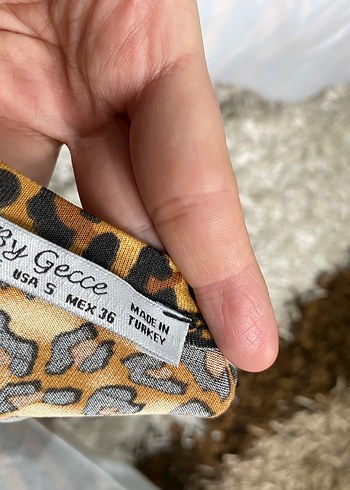 By Gecce
USA S MEX 36
MADE IN
TURKEY